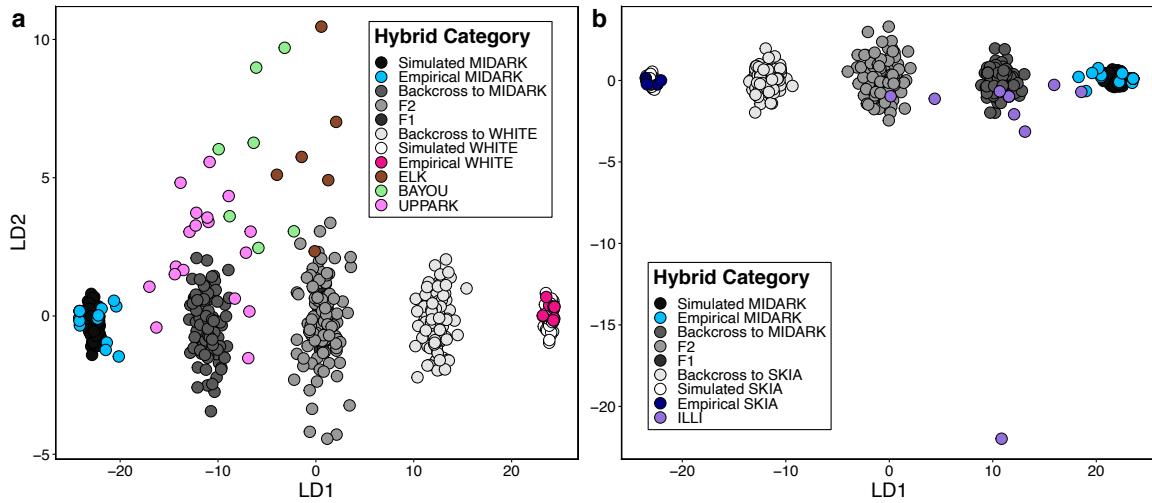 a
LD2
10
5
0
−5
Hybrid Category
Simulated MIDARK
Empirical MIDARK
Backcross to MIDARK
F2
F1
Backcross to WHITE
Simulated WHITE
Empirical WHITE
ELK
BAYOU
UPPARK
−20
−10
0
10
20
LD1
b
0
−5
−10
−15
−20
Hybrid Category
Simulated MIDARK
Empirical MIDARK
Backcross to MIDARK
F2
F1
Backcross to SKIA
Simulated SKIA
Empirical SKIA
ILLI
−20
−10
0
10
20
LD1